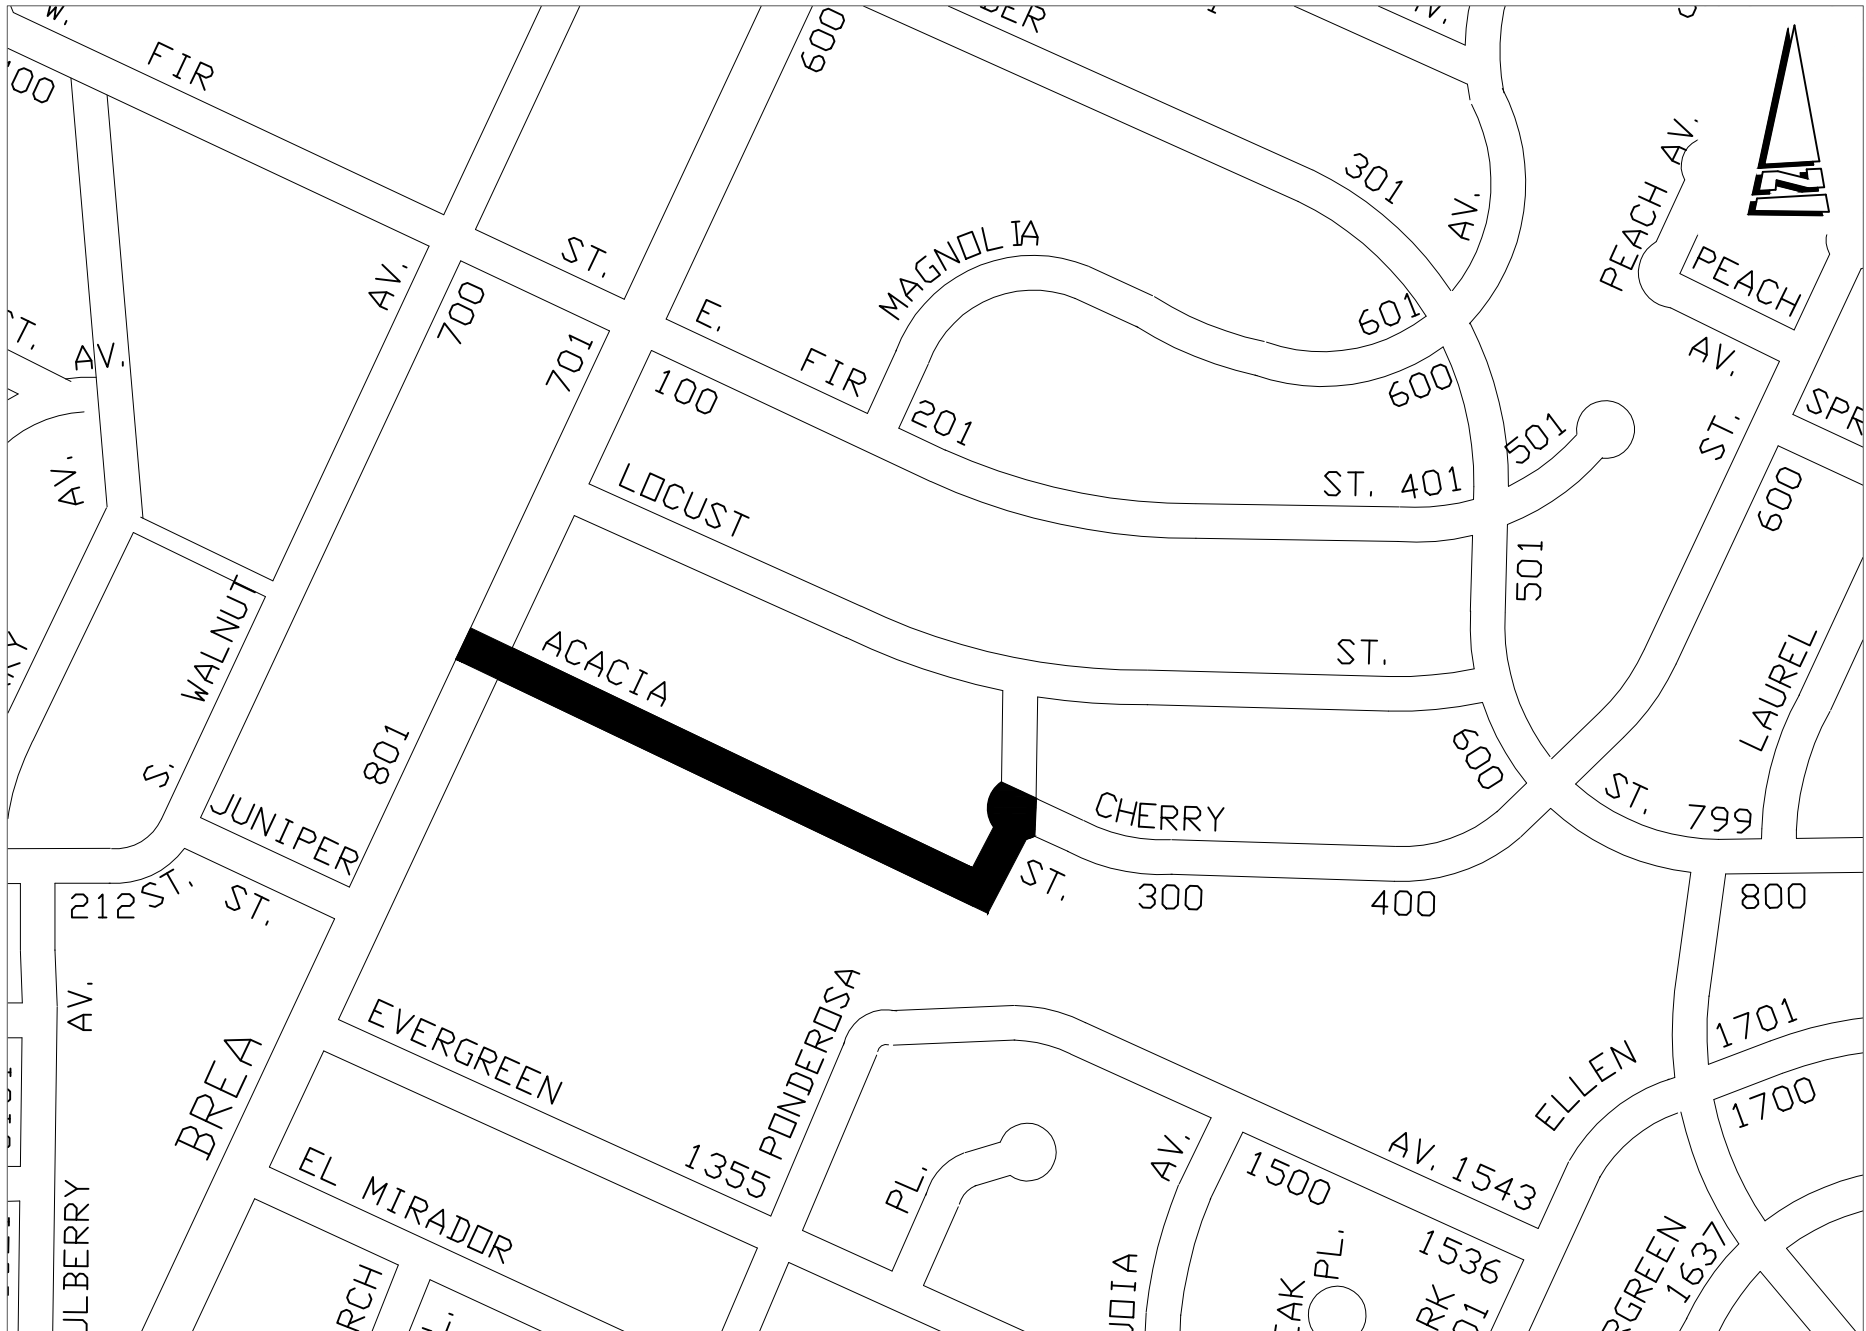 W.
FIR
600
301
AV.
PEACH AV.
N
ST.
AV.
700
701
E.
MAGNOLIA
601
PEACH
AV.
AV.
100
FIR
201
600
501
ST. 401
ST.
600
AV.
LOCUST
501
WALNUT
S.
ACACIA
ST.
LAUREL
801
600
JUNIPER
CHERRY
ST.
799
212
ST.
ST.
ST.
300
400
800
AV.
BREA
EVERGREEN
PONDEROSA
1701
1700
ELLEN
1355
EL MIRADOR
PL.
AV.
1500
AV. 1543
1536
PL.
1637